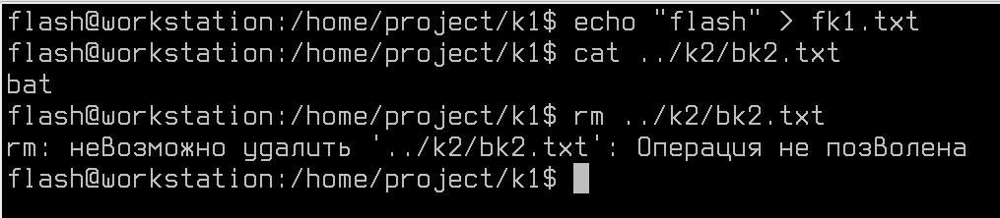 flash@workstation:/home/project/k1$ echo "flash" > fk1.txt
flash@workstation:/home/project/k1$ cat ../k2/bk2.txt
bat
flash@workstation:/home/project/k1$ rm ../k2/bk2.txt
rm: невозможно удалить '../k2/bk2.txt': Операция не позволена
flash@workstation:/home/project/k1$